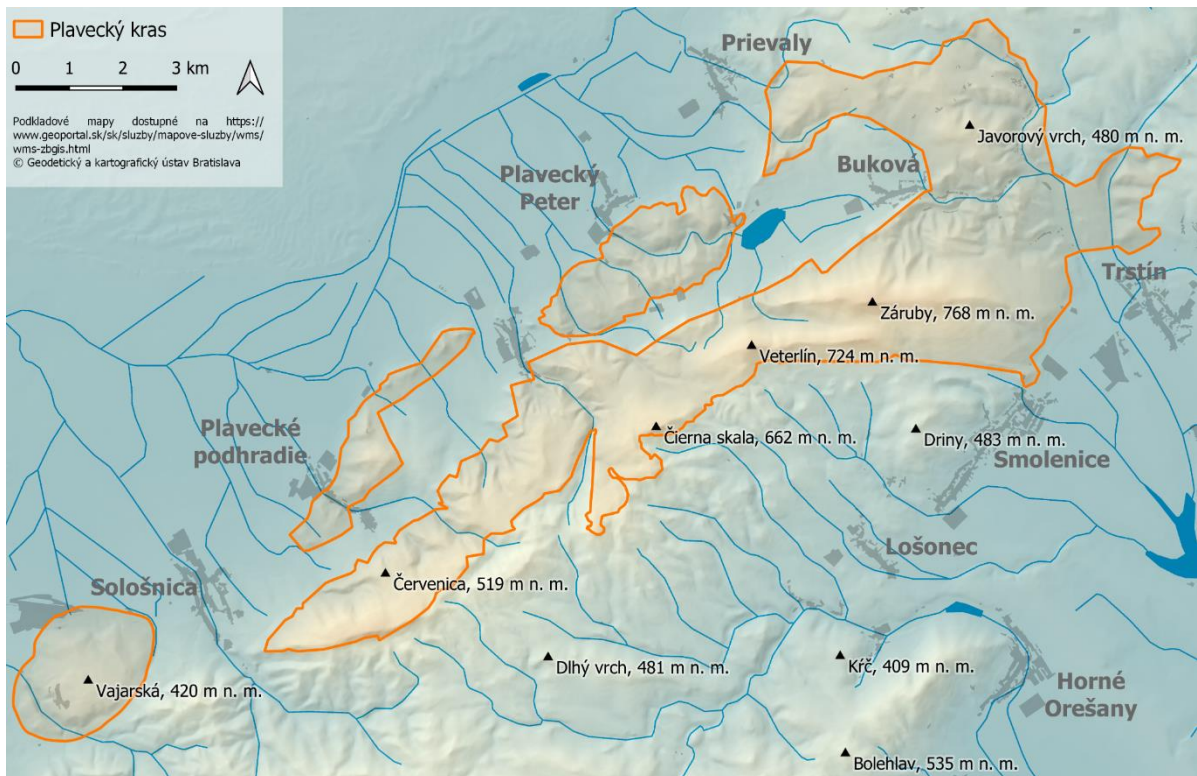 Plavecký kras
0 1 2 3 km
Podkladové mapy dostupné na https://
www.geoportal.sk/sk/sluzby/mapove-sluzby/wms/
wms-zbgis.html
© Geodetický a kartografický ústav Bratislava
Prievaly
Javorový vrch, 480 m n. m.
Buková
Plavecký
Peter
Trstín
Záruby, 768 m n. m.
Veterlín, 724 m n. m.
Plavecké
podhradie
Čierna skala, 662 m n. m.
Driny, 483 m n. m.
Smolenice
Lošonec
Sološnica
Červenica, 519 m n. m.
Dlhý vrch, 481 m n. m.
Kŕč, 409 m n. m.
Vajarská, 420 m n. m.
Horné
Orešany
Bolehlav, 535 m n. m.